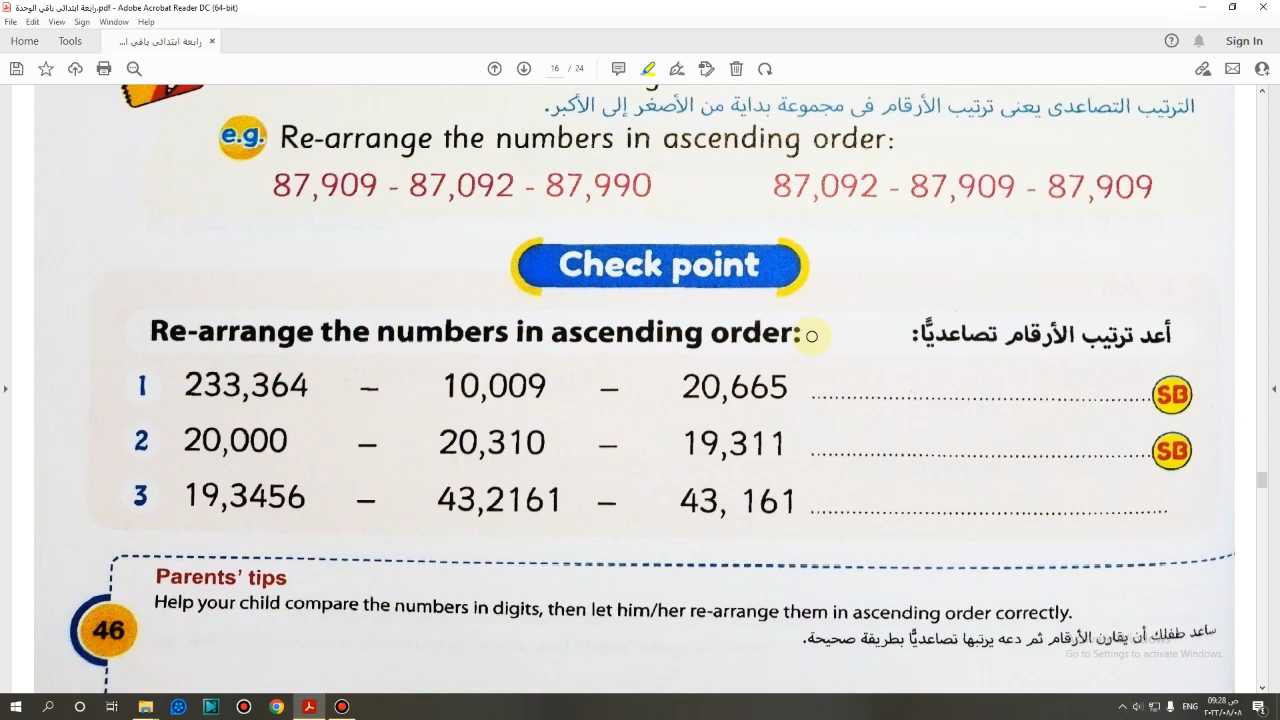 رابعة ابتدائى باقي الوحدة.pdf - Adobe Acrobat Reader DC (64-bit)
File Edit View Sign Window Help
Home Tools رابعة ابتدائى باقي ا... × Sign In
16 / 24
الترتيب التصاعدى يعنى ترتيب الأرقام فى مجموعة بداية من الأصغر إلى الأكبر.
e.g. Re-arrange the numbers in ascending order:
87,909 - 87,092 - 87,990 87,092 - 87,909 - 87,909
Check point
Re-arrange the numbers in ascending order: أعد ترتيب الأرقام تصاعديًّا:
1 233,364 – 10,009 – 20,665 ........................ SB
2 20,000 – 20,310 – 19,311 ........................ SB
3 19,3456 – 43,2161 – 43, 161 ........................
Parents' tips
Help your child compare the numbers in digits, then let him/her re-arrange them in ascending order correctly.
ساعد طفلك أن يقارن الأرقام ثم دعه يرتبها تصاعديًّا بطريقة صحيحة.
46
Go to Settings to activate Windows.
ENG 09:28 ص
٢٠٢٢/٠٨/٠٨